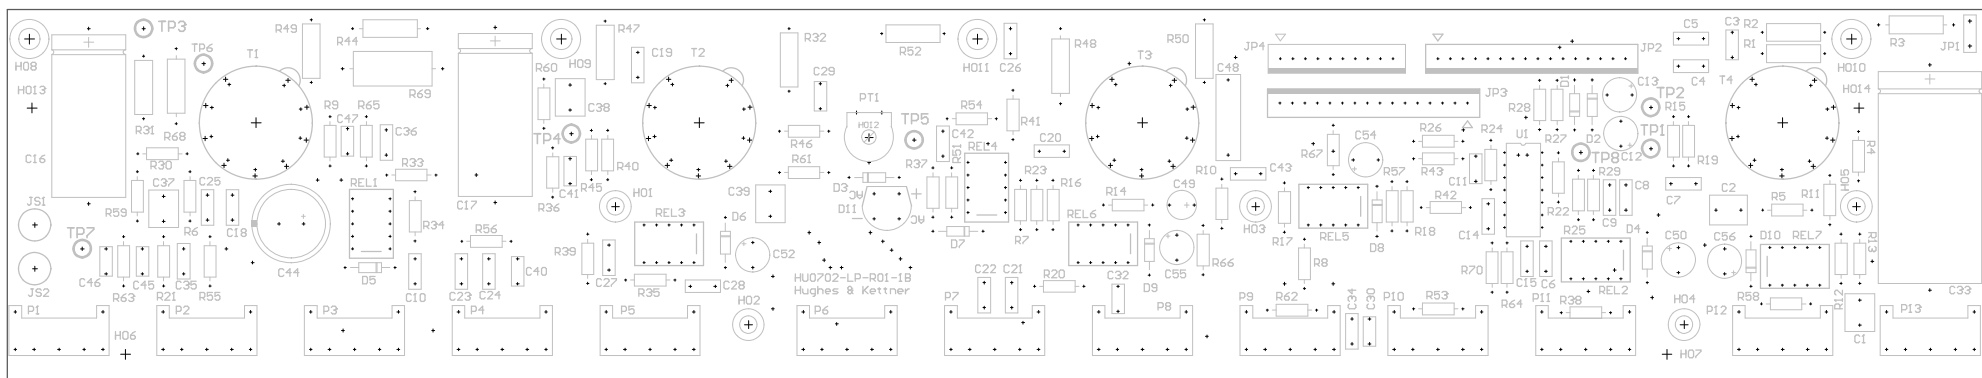 TP3 R49 R44 R47 C19 T2 R32 R52 C26 R48 R50 JP4 JP2 C5 C3 R2 R3 JP1
TP6 T1 R60 H09 H011 T3 C48 R1 H010
H08 R69 C38 C29 PT1 D1 C13 C4 T4
H013 R9 R65 JP3 R28 TP2 R15 H014
R31 R68 C47 C36 TP4 R46 H012 TP5 R54 R41 R26 R24 U1 R27 D2 TP1
C16 R30 R33 R45 R40 R61 C42 R51 REL4 C20 R67 C54 R43 C12 R19 R4
TP8
R59 C37 C25 REL1 C17 R36 C41 H01 C39 D3 AC R37 R23 R16 R10 C43 R57 C11 R42 R22 R29 C8 C7 C2 R5 R11 H05
JS1 R6 C18 R34 REL3 D6 D11 AC R14 C49 C9
TP7 R56 D7 R7 REL6 H03 R17 REL5 D8 R18 C14 R25 D4 C50 C56 D10 REL7 R13
C46 C45 C35 C44 D5 C40 R39 C52 C55 R66 R8 R70
JS2 R63 R21 R55 C10 C23 C24 C27 R35 C28
HU0702-LP-R01-1B
Hughes & Kettner
C22 C21 R20 C32 D9 C15 C6 R64 REL2 R58 R12 C33
P1 P2 P3 P4 P5 H02 P6 P7 P8 P9 R62 C34 C30 P10 R53 P11 R38 H04 P12 C1 P13
H06 H07